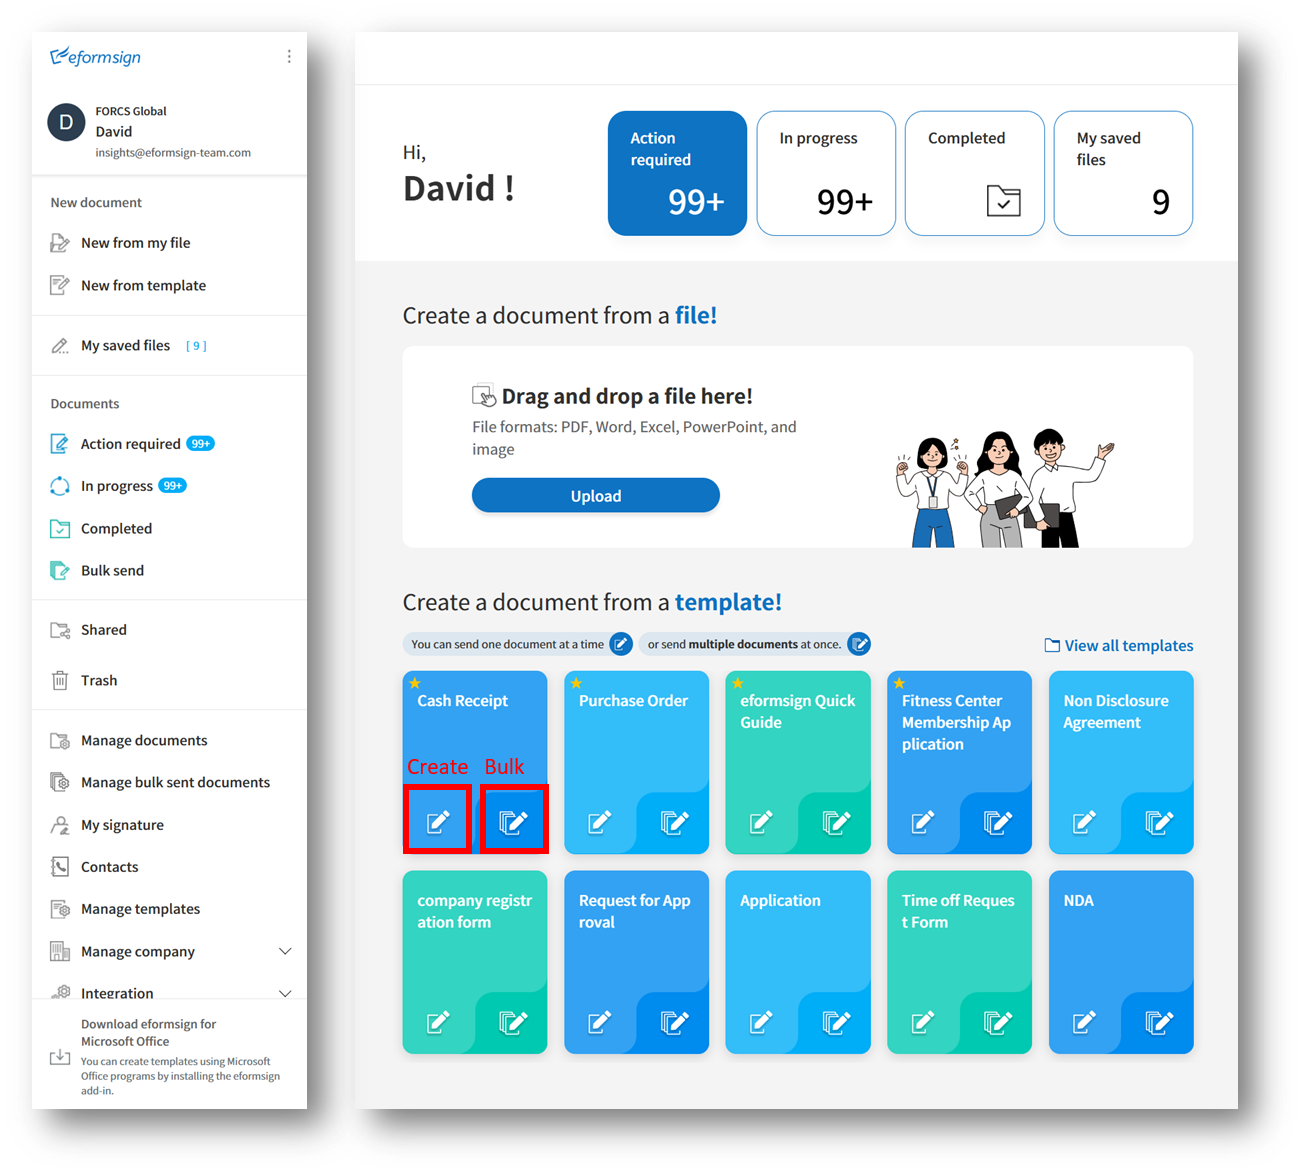 eformsign
D
FORCS Global
David
insights@eformsign-team.com
New document
New from my file
New from template
My saved files [ 9 ]
Documents
Action required 99+
In progress 99+
Completed
Bulk send
Shared
Trash
Manage documents
Manage bulk sent documents
My signature
Contacts
Manage templates
Manage company
Integration
Download eformsign for
Microsoft Office
You can create templates using Microsoft
Office programs by installing the eformsign
add-in.
Hi,
David !
Action
required
99+
In progress
99+
Completed
My saved
files
9
Create a document from a file!
Drag and drop a file here!
File formats: PDF, Word, Excel, PowerPoint, and
image
Upload
Create a document from a template!
You can send one document at a time
or send multiple documents at once.
View all templates
Cash Receipt
Create Bulk
Purchase Order
eformsign Quick
Guide
Fitness Center
Membership Ap
plication
Non Disclosure
Agreement
company registr
ation form
Request for App
roval
Application
Time off Reques
t Form
NDA